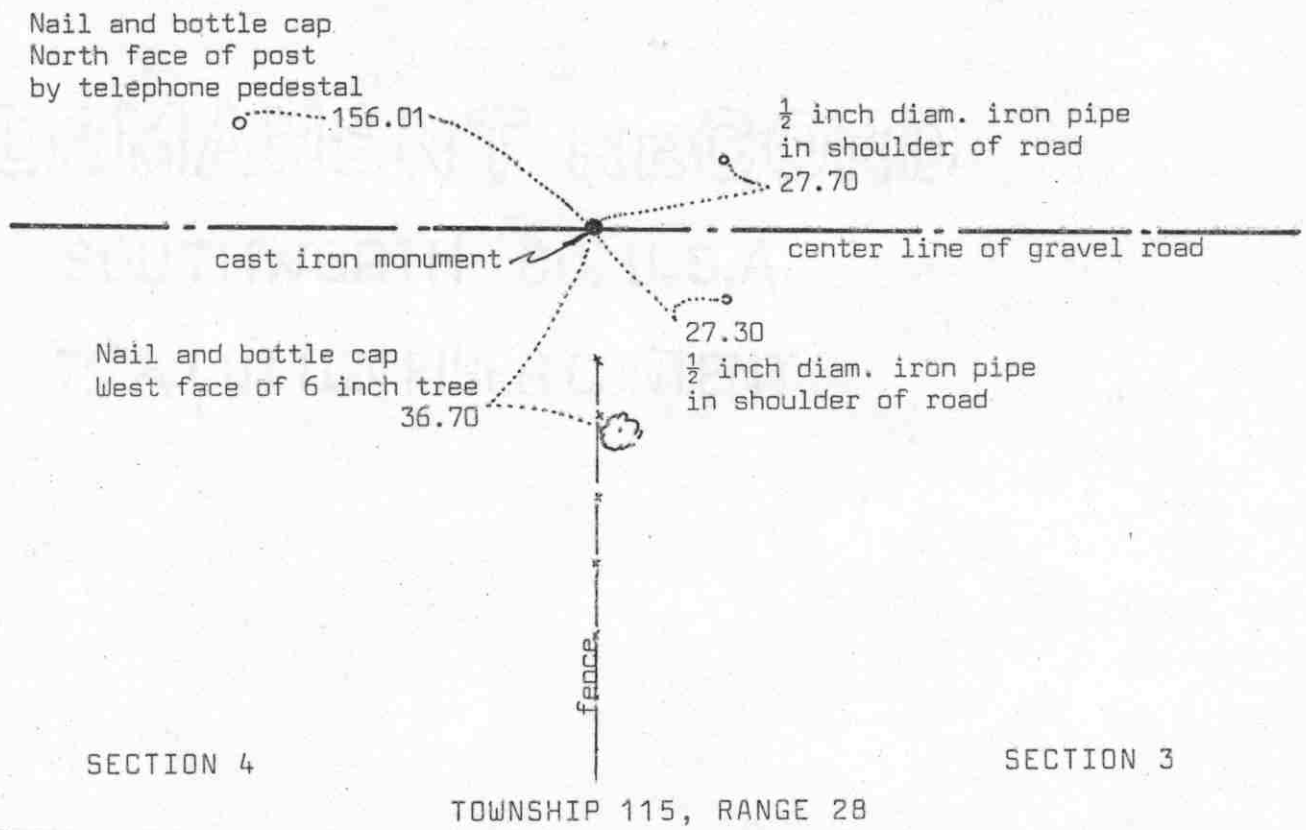 Nail and bottle cap
North face of post
by telephone pedestal
156.01
½ inch diam. iron pipe
in shoulder of road
27.70
cast iron monument
center line of gravel road
Nail and bottle cap
West face of 6 inch tree
36.70
27.30
½ inch diam. iron pipe
in shoulder of road
fence
SECTION 4
SECTION 3
TOWNSHIP 115, RANGE 28